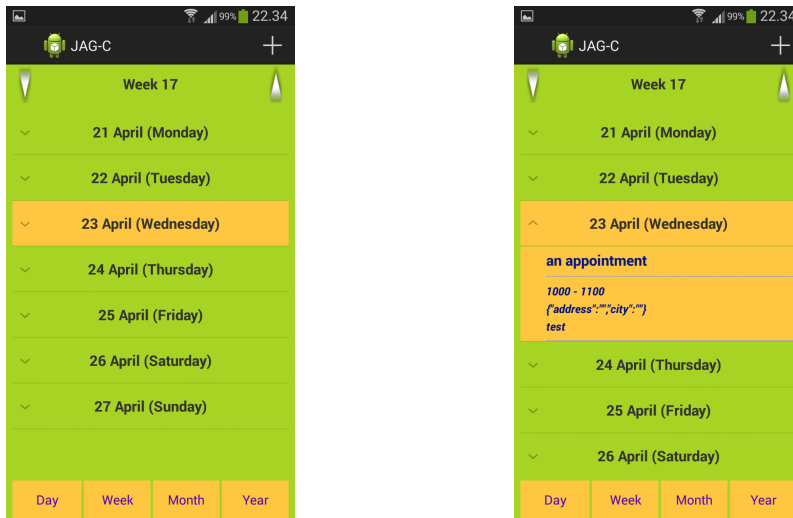 99% 22.34
JAG-C
Week 17
21 April (Monday)
22 April (Tuesday)
23 April (Wednesday)
24 April (Thursday)
25 April (Friday)
26 April (Saturday)
27 April (Sunday)
Day Week Month Year
99% 22.34
JAG-C
Week 17
21 April (Monday)
22 April (Tuesday)
23 April (Wednesday)
an appointment
1000 - 1100
{"address":"","city":""}
test
24 April (Thursday)
25 April (Friday)
26 April (Saturday)
Day Week Month Year